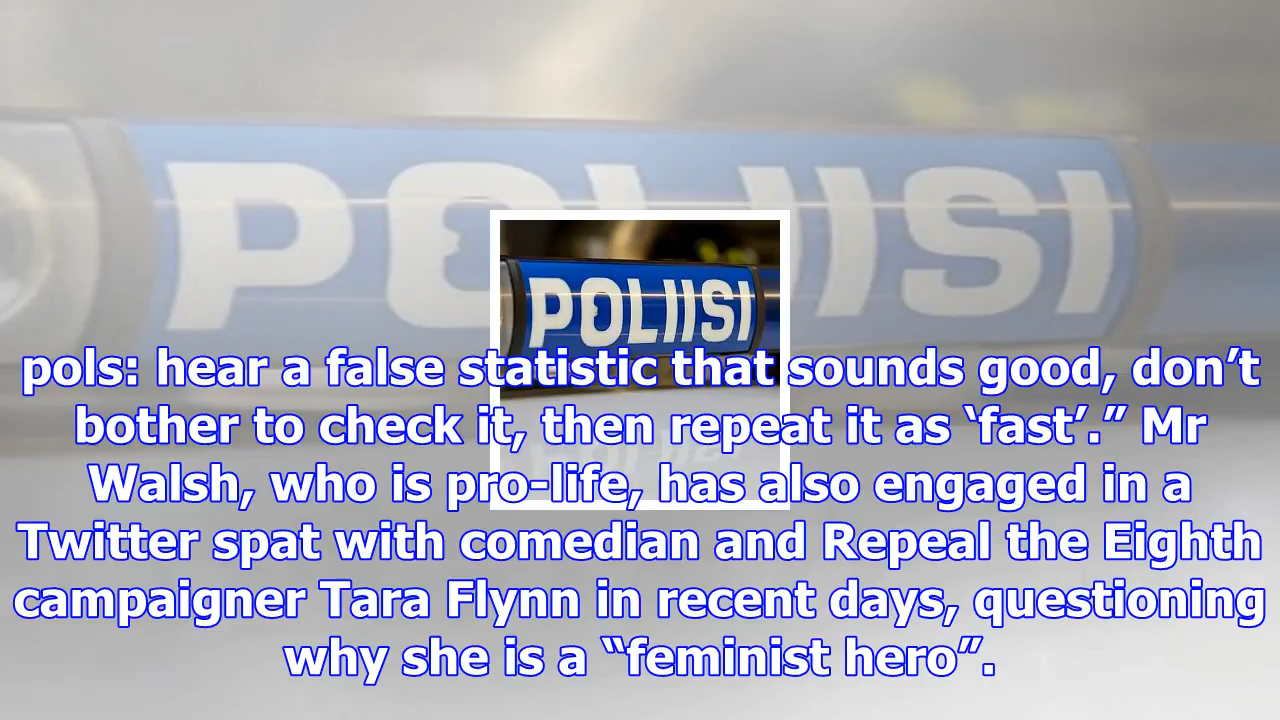 POLIISI
POLIISI
pols: hear a false statistic that sounds good, don’t
bother to check it, then repeat it as ‘fast’.” Mr
Walsh, who is pro-life, has also engaged in a
Twitter spat with comedian and Repeal the Eighth
campaigner Tara Flynn in recent days, questioning
why she is a “feminist hero”.